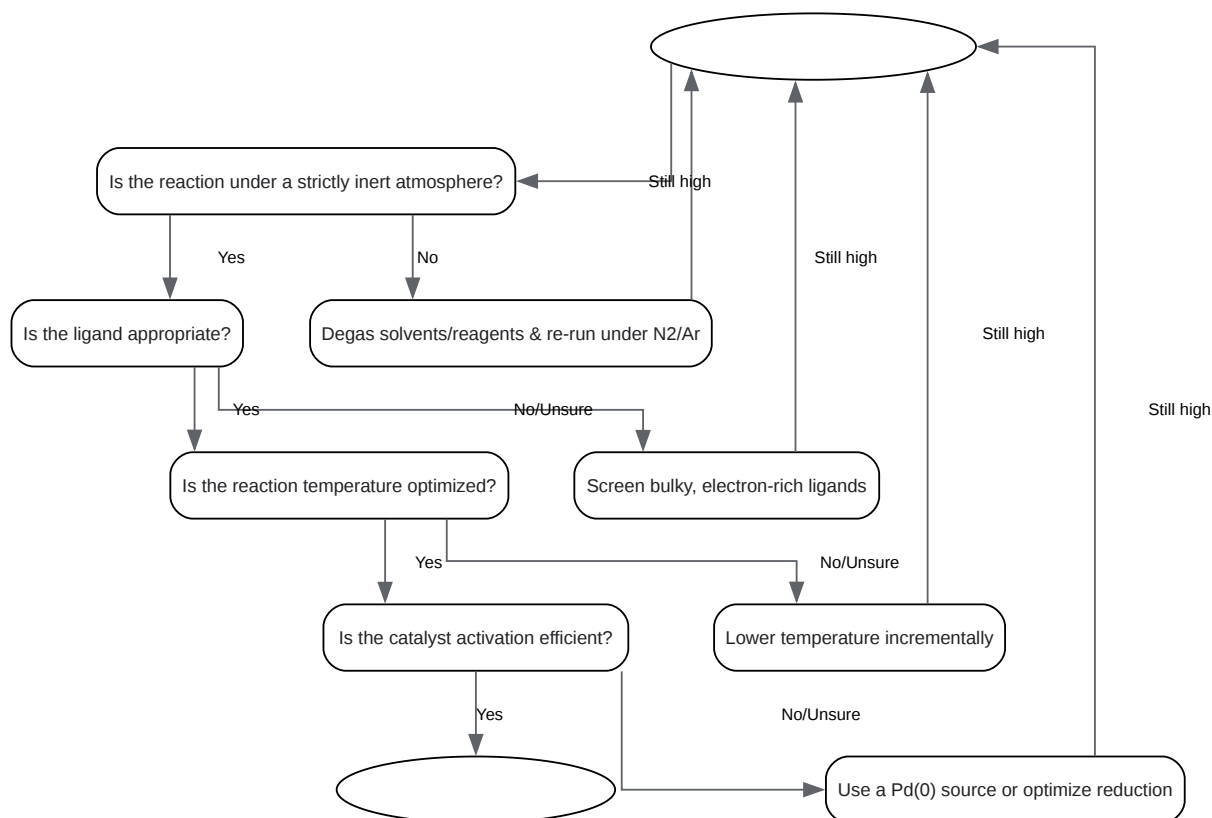 Is the reaction under a strictly inert atmosphere?
Still high
Yes
No
Still high
Is the ligand appropriate?
Degas solvents/reagents & re-run under N2/Ar
Still high
Yes
No/Unsure
Still high
Is the reaction temperature optimized?
Screen bulky, electron-rich ligands
Yes
No/Unsure
Is the catalyst activation efficient?
Lower temperature incrementally
Yes
No/Unsure
Use a Pd(0) source or optimize reduction